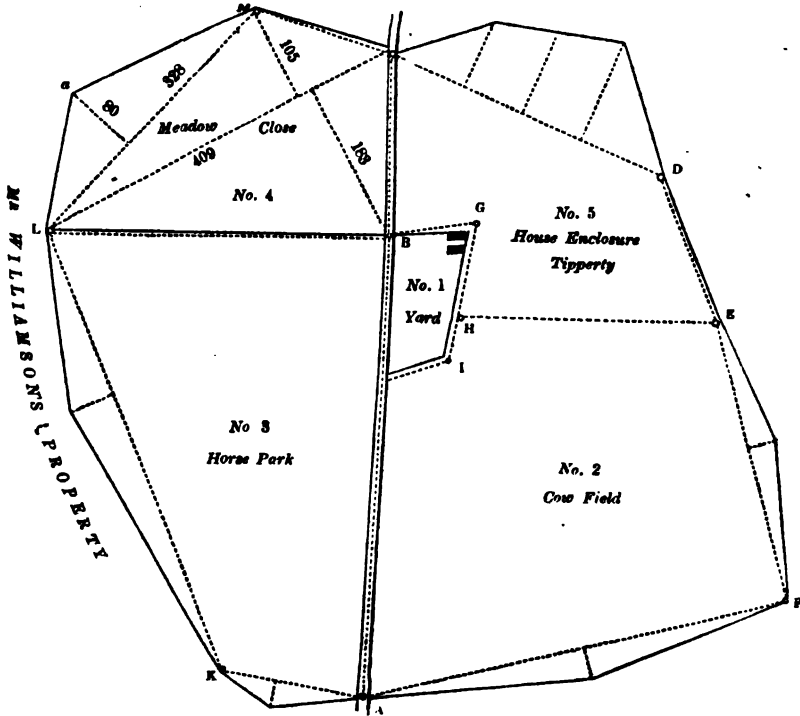 M
a
80
328
105
Meadow Close
409
183
No. 4
L
B
G
D
No. 5
House Enclosure
Tipperty
No. 1
Yard
H
E
I
No 3
Horse Park
No. 2
Cow Field
F
K
A
Mr WILLIAMSON'S PROPERTY